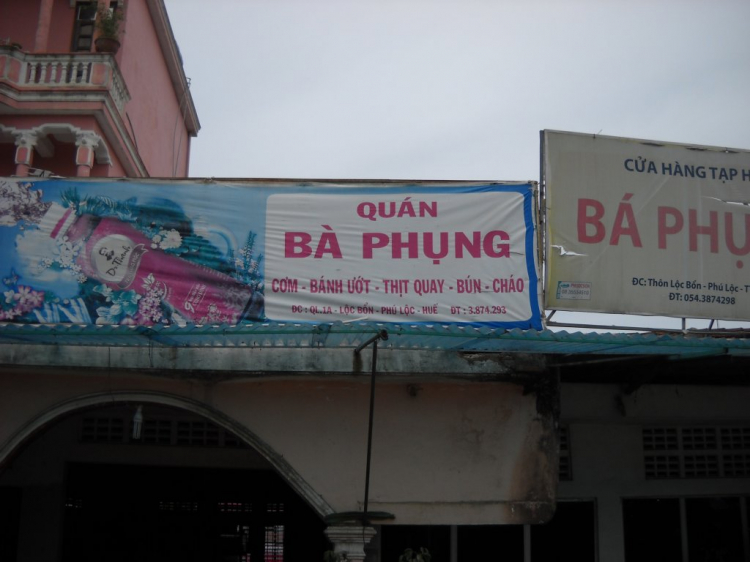 QUÁN
BÀ PHỤNG
CƠM - BÁNH ƯỚT - THỊT QUAY - BÚN - CHÁO
ĐC : QL.1A - LỘC BỔN - PHÚ LỘC - HUẾ ĐT : 3.874.293
CỬA HÀNG TẠP H
BÁ PHỤ
ĐC: Thôn Lộc Bổn - Phú Lộc - T
ĐT: 054.3874298